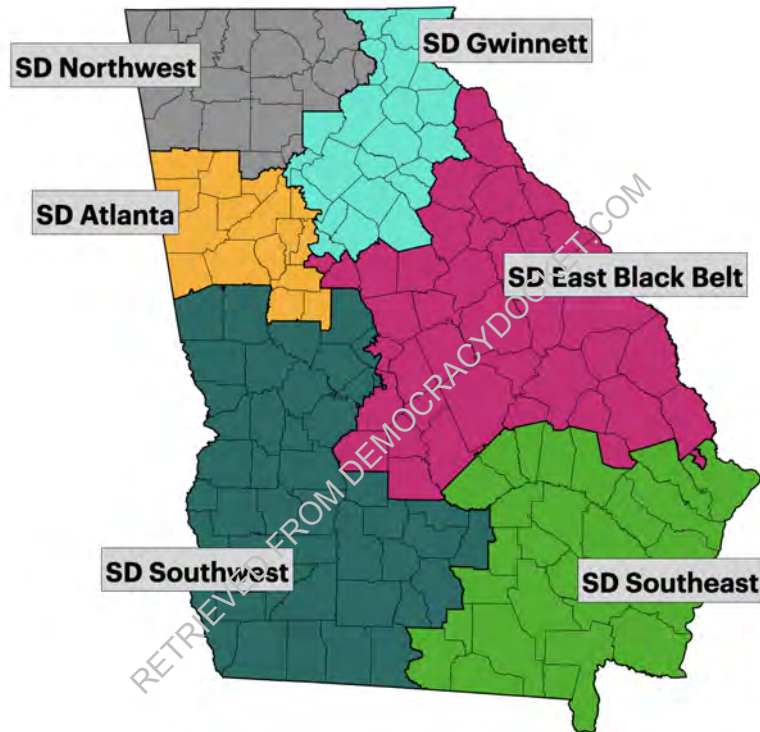 SD Gwinnett
SD Northwest
SD Atlanta
SD East Black Belt
SD Southwest
SD Southeast
RETRIEVED FROM DEMOCRACYDOCKET.COM